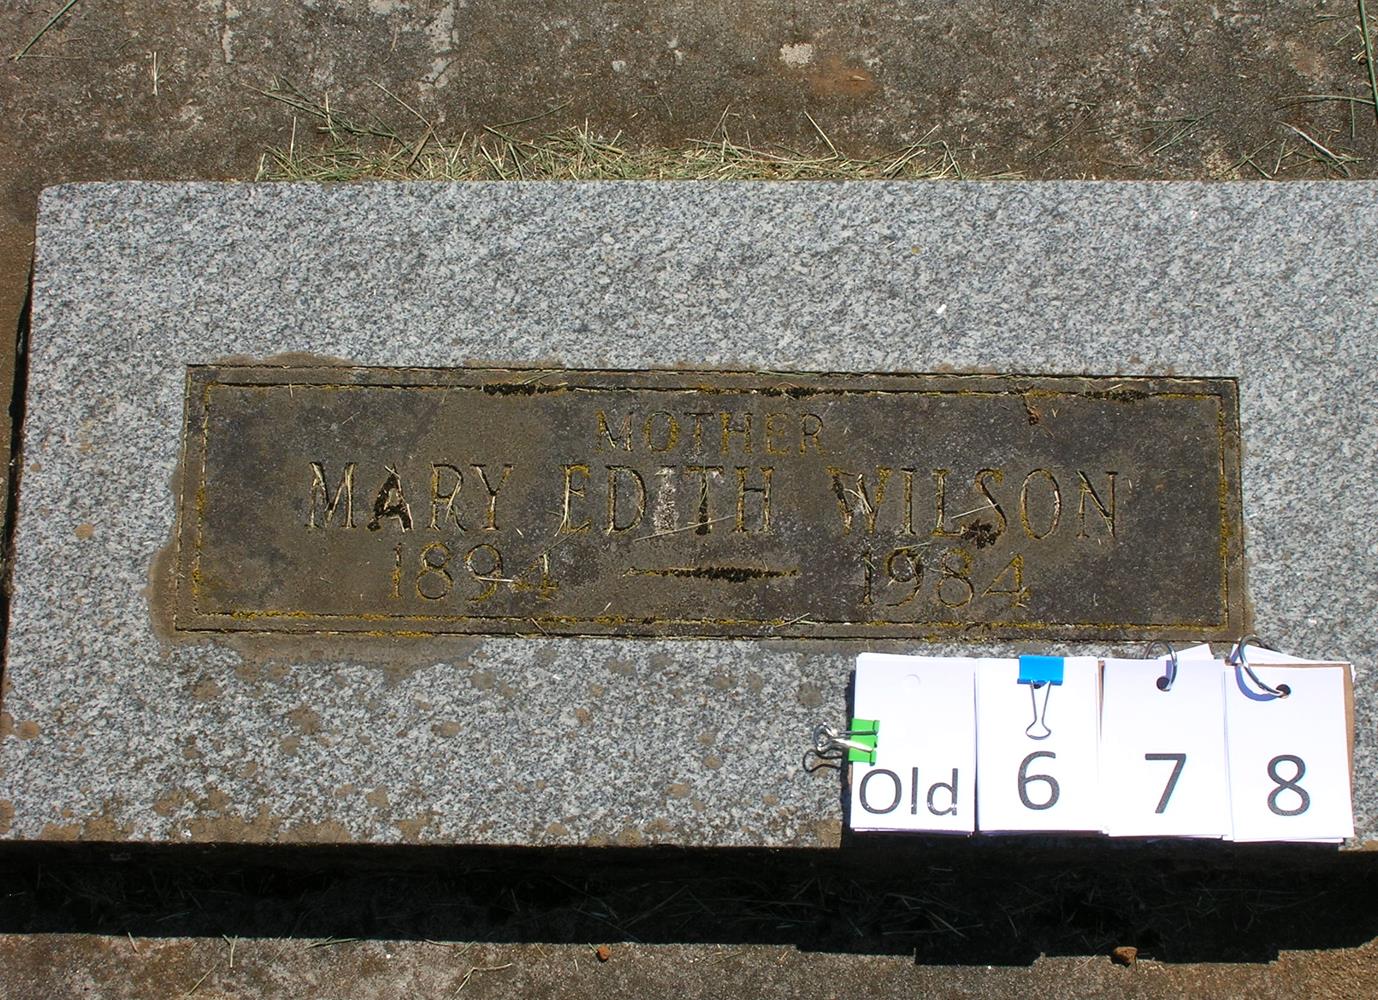 MOTHER
MARY EDITH WILSON
1894 — 1984
Old 6 7 8